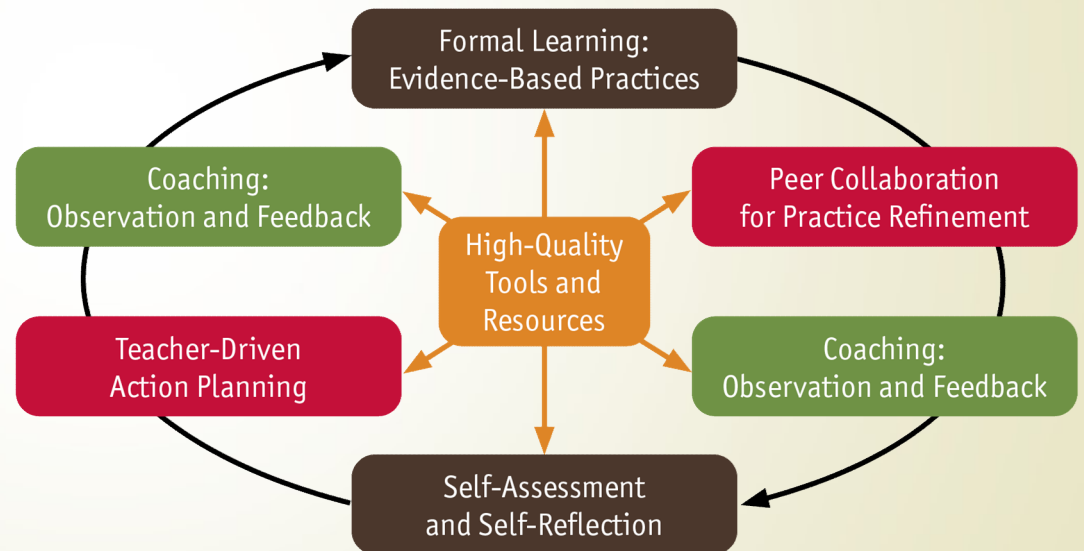 Formal Learning:
Evidence-Based Practices
Coaching:
Observation and Feedback
Peer Collaboration
for Practice Refinement
High-Quality
Tools and
Resources
Teacher-Driven
Action Planning
Coaching:
Observation and Feedback
Self-Assessment
and Self-Reflection